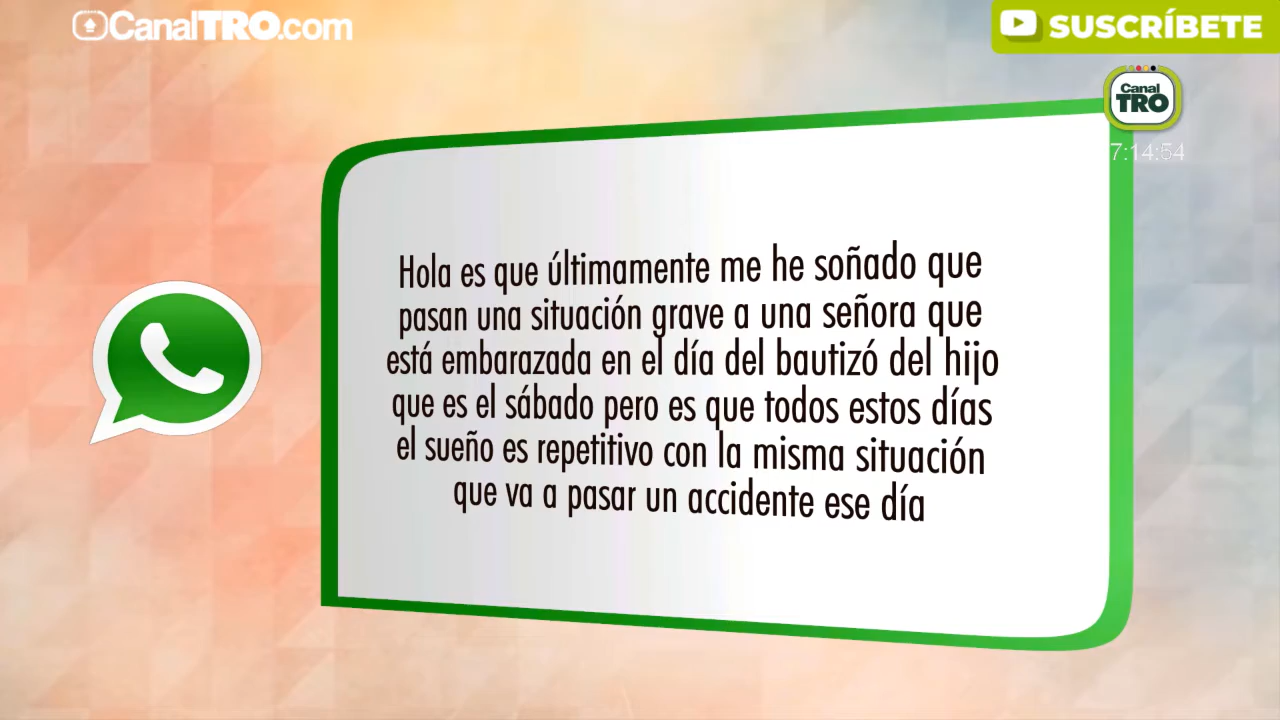 CanalTRO.com
SUSCRÍBETE
Canal
TRO
7:14:54
Hola es que últimamente me he soñado que
pasan una situación grave a una señora que
está embarazada en el día del bautizó del hijo
que es el sábado pero es que todos estos días
el sueño es repetitivo con la misma situación
que va a pasar un accidente ese día